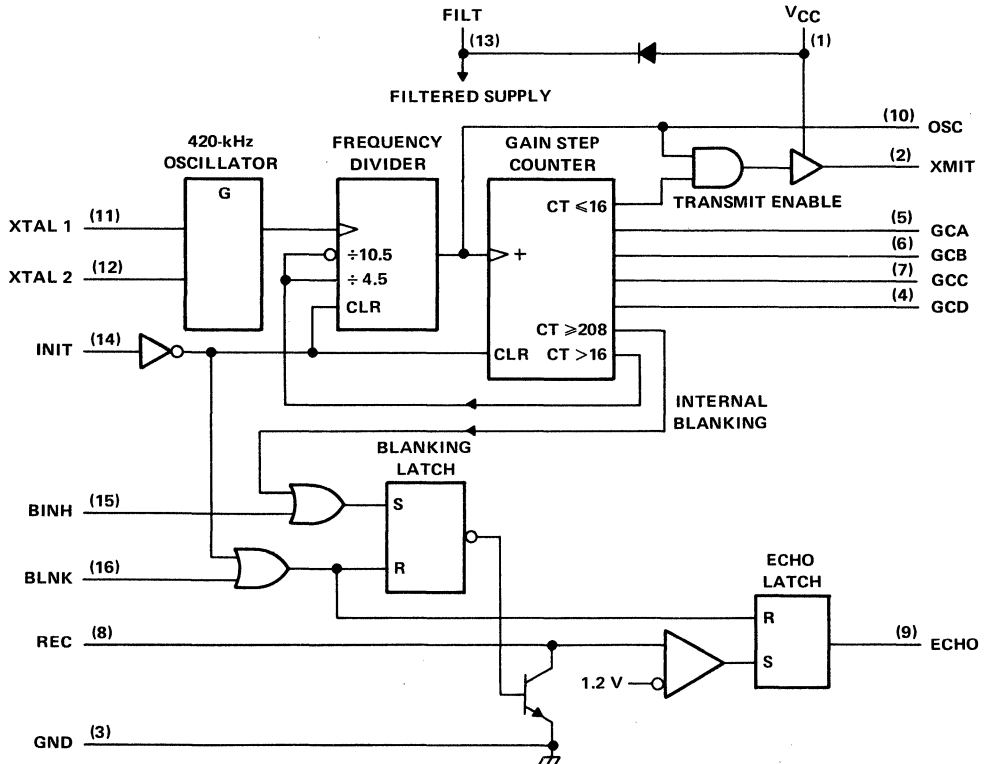 FILT
VCC
(13)
(1)
FILTERED SUPPLY
420-kHz
OSCILLATOR
FREQUENCY
DIVIDER
GAIN STEP
COUNTER
(10)
OSC
G
(2)
XMIT
TRANSMIT ENABLE
CT ≤16
XTAL 1
(11)
÷10.5
+
(5)
GCA
(6)
GCB
XTAL 2
(12)
÷ 4.5
(7)
GCC
CLR
(4)
GCD
CT ≥208
INIT
(14)
CLR
CT >16
INTERNAL
BLANKING
BLANKING
LATCH
BINH
(15)
S
BLNK
(16)
R
ECHO
LATCH
R
REC
(8)
(9)
ECHO
S
1.2 V
GND
(3)